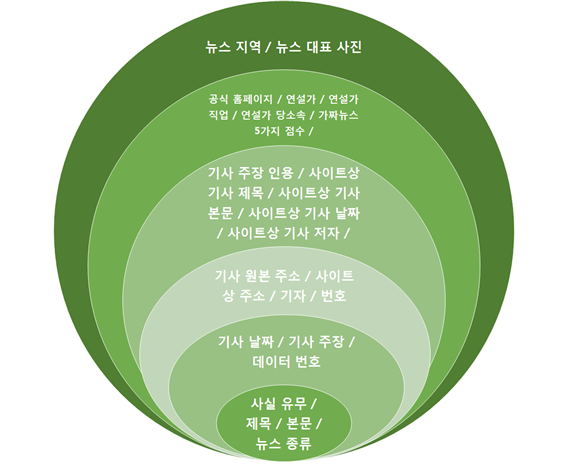 뉴스 지역 / 뉴스 대표 사진
공식 홈페이지 / 연설가 / 연설가
직업 / 연설가 당소속 / 가짜뉴스
5가지 점수 /
기사 주장 인용 / 사이트상
기사 제목 / 사이트상 기사
본문 / 사이트상 기사 날짜
/ 사이트상 기사 저자 /
기사 원본 주소 / 사이트
상 주소 / 기자 / 번호
기사 날짜 / 기사 주장 /
데이터 번호
사실 유무 /
제목 / 본문 /
뉴스 종류